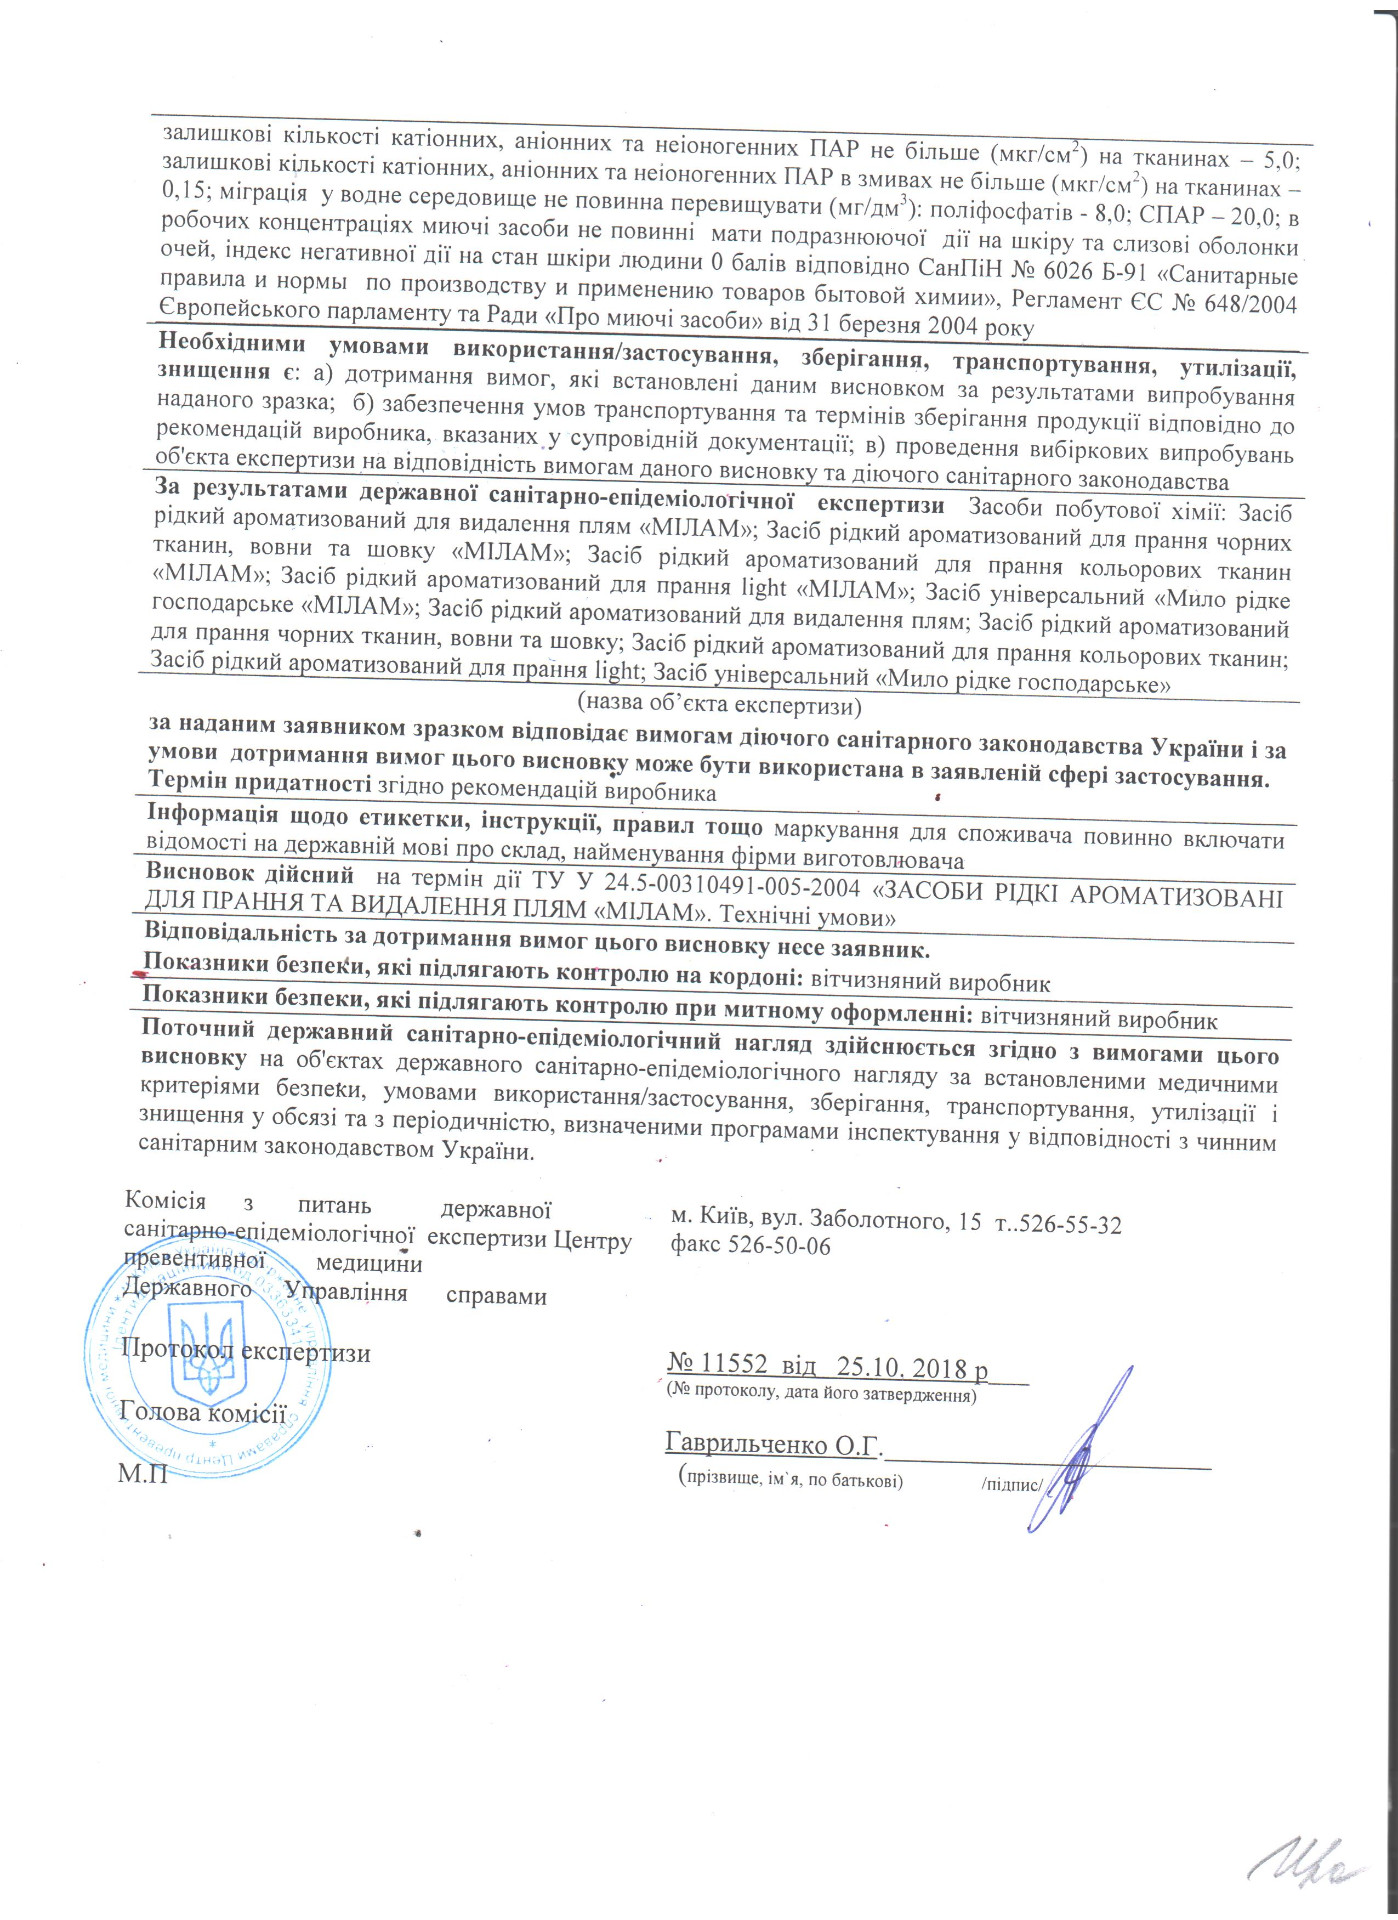 залишкові кількості катіонних, аніонних та неіоногенних ПАР не більше (мкг/см²) на тканинах – 5,0;
залишкові кількості катіонних, аніонних та неіоногенних ПАР в змивах не більше (мкг/см²) на тканинах –
0,15; міграція у водне середовище не повинна перевищувати (мг/дм³): поліфосфатів - 8,0; СПАР – 20,0; в
робочих концентраціях миючі засоби не повинні мати подразнюючої дії на шкіру та слизові оболонки
очей, індекс негативної дії на стан шкіри людини 0 балів відповідно СанПіН № 6026 Б-91 «Санитарные
правила и нормы по производству и применению товаров бытовой химии», Регламент ЄС № 648/2004
Європейського парламенту та Ради «Про миючі засоби» від 31 березня 2004 року
Необхідними умовами використання/застосування, зберігання, транспортування, утилізації,
знищення є: а) дотримання вимог, які встановлені даним висновком за результатами випробування
наданого зразка; б) забезпечення умов транспортування та термінів зберігання продукції відповідно до
рекомендацій виробника, вказаних у супровідній документації; в) проведення вибіркових випробувань
об'єкта експертизи на відповідність вимогам даного висновку та діючого санітарного законодавства
За результатами державної санітарно-епідеміологічної експертизи Засоби побутової хімії: Засіб
рідкий ароматизований для видалення плям «МІЛАМ»; Засіб рідкий ароматизований для прання чорних
тканин, вовни та шовку «МІЛАМ»; Засіб рідкий ароматизований для прання кольорових тканин
«МІЛАМ»; Засіб рідкий ароматизований для прання light «МІЛАМ»; Засіб універсальний «Мило рідке
господарське «МІЛАМ»; Засіб рідкий ароматизований для видалення плям; Засіб рідкий ароматизований
для прання чорних тканин, вовни та шовку; Засіб рідкий ароматизований для прання кольорових тканин;
Засіб рідкий ароматизований для прання light; Засіб універсальний «Мило рідке господарське»
(назва об’єкта експертизи)
за наданим заявником зразком відповідає вимогам діючого санітарного законодавства України і за
умови дотримання вимог цього висновку може бути використана в заявленій сфері застосування.
Термін придатності згідно рекомендацій виробника
Інформація щодо етикетки, інструкції, правил тощо маркування для споживача повинно включати
відомості на державній мові про склад, найменування фірми виготовлювача
Висновок дійсний на термін дії ТУ У 24.5-00310491-005-2004 «ЗАСОБИ РІДКІ АРОМАТИЗОВАНІ
ДЛЯ ПРАННЯ ТА ВИДАЛЕННЯ ПЛЯМ «МІЛАМ». Технічні умови»
Відповідальність за дотримання вимог цього висновку несе заявник.
Показники безпеки, які підлягають контролю на кордоні: вітчизняний виробник
Показники безпеки, які підлягають контролю при митному оформленні: вітчизняний виробник
Поточний державний санітарно-епідеміологічний нагляд здійснюється згідно з вимогами цього
висновку на об'єктах державного санітарно-епідеміологічного нагляду за встановленими медичними
критеріями безпеки, умовами використання/застосування, зберігання, транспортування, утилізації і
знищення у обсязі та з періодичністю, визначеними програмами інспектування у відповідності з чинним
санітарним законодавством України.
Комісія з питань державної
санітарно-епідеміологічної експертизи Центру
превентивної медицини
Державного Управління справами
м. Київ, вул. Заболотного, 15 т..526-55-32
факс 526-50-06
Протокол експертизи
№ 11552 від 25.10. 2018 р___
(№ протоколу, дата його затвердження)
Голова комісії
Гаврильченко О.Г.
(прізвище, ім`я, по батькові) /підпис/
М.П